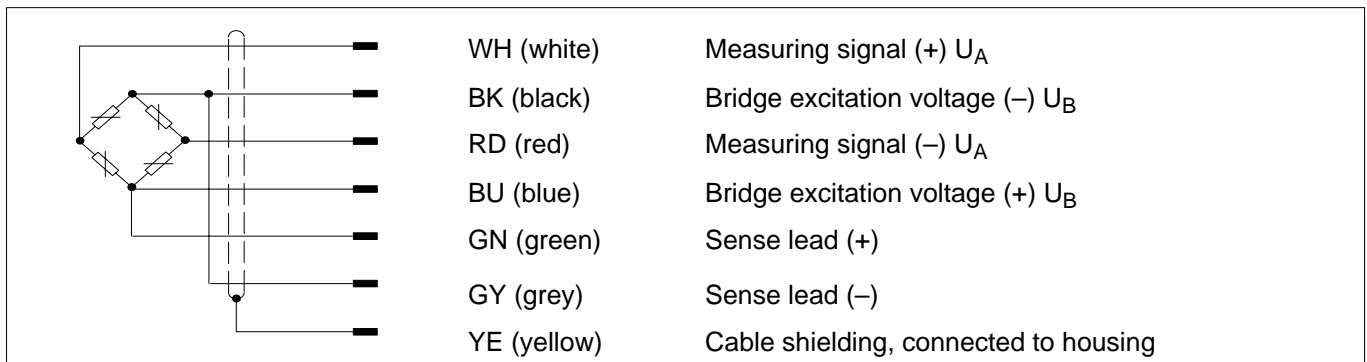 WH (white) Measuring signal (+) UA
BK (black) Bridge excitation voltage (–) UB
RD (red) Measuring signal (–) UA
BU (blue) Bridge excitation voltage (+) UB
GN (green) Sense lead (+)
GY (grey) Sense lead (–)
YE (yellow) Cable shielding, connected to housing